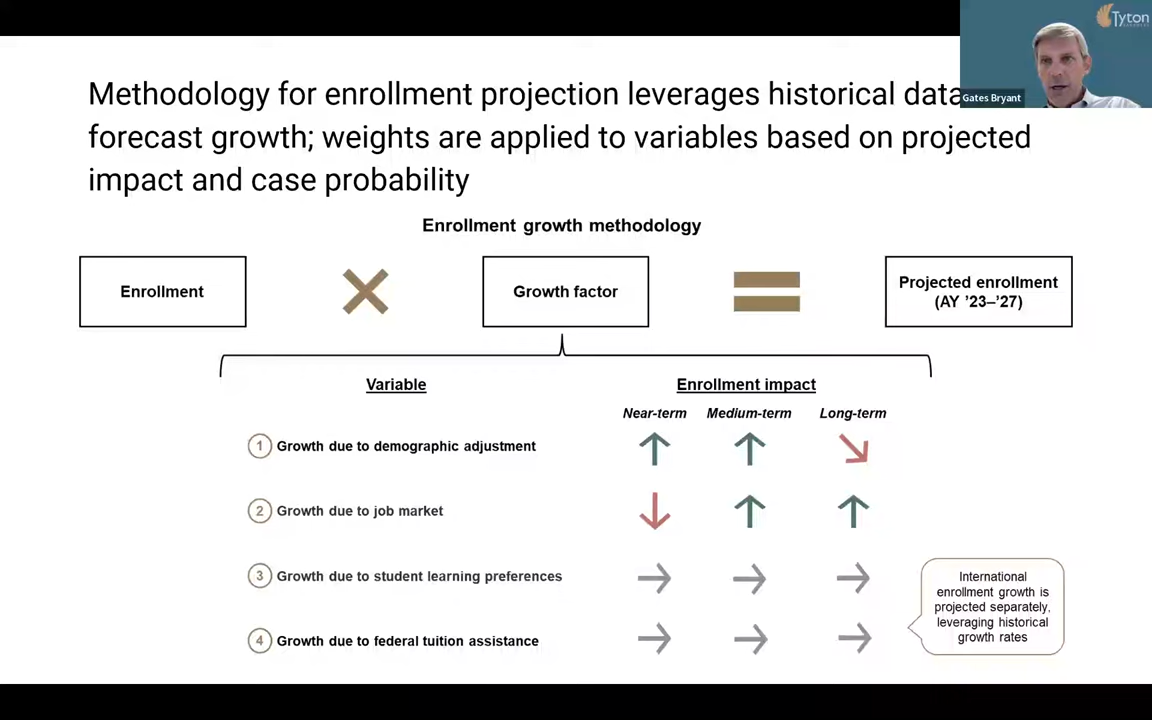 Tyton
Gates Bryant
Methodology for enrollment projection leverages historical data
forecast growth; weights are applied to variables based on projected
impact and case probability
Enrollment growth methodology
Enrollment
Growth factor
Projected enrollment
(AY ’23–’27)
Variable
Enrollment impact
Near-term
Medium-term
Long-term
1 Growth due to demographic adjustment
2 Growth due to job market
3 Growth due to student learning preferences
4 Growth due to federal tuition assistance
International
enrollment growth is
projected separately,
leveraging historical
growth rates